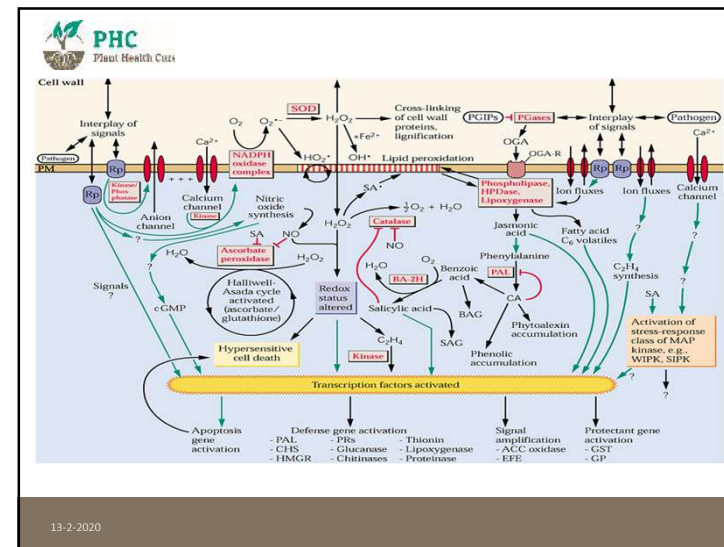 PHC
Plant Health Cure
Cell wall
Interplay of signals
Pathogen
PM
Rp
Rp
Kinase/Phos-
phatase
+ + +
Anion
channel
Ca²⁺
Calcium
channel
Kinase
O₂
O₂•−
SOD
H₂O₂
+Fe²⁺
HO₂•
OH•
NADPH
oxidase
complex
Cross-linking
of cell wall
proteins,
lignification
Lipid peroxidation
PGIPs
PGases
OGA
OGA-R
Interplay
of signals
Pathogen
Rp
Rp
Ca²⁺
Ion fluxes
Ion fluxes
Calcium
channel
Phospholipase,
HPDase,
Lipoxygenase
Nitric
oxide
synthesis
SA
NO
Ascorbate
peroxidase
H₂O
H₂O₂
Halliwell-
Asada cycle
activated
(ascorbate/
glutathione)
SA•
H₂O₂
½O₂ + H₂O
Catalase
NO
H₂O
O₂
BA-2H
Benzoic
acid
Salicylic acid
BAG
SAG
Redox
status
altered
C₂H₄
Kinase
Jasmonic
acid
Phenylalanine
PAL
CA
Phytoalexin
accumulation
Phenolic
accumulation
Fatty acid
C₆ volatiles
C₂H₄
synthesis
SA
Activation of
stress-response
class of MAP
kinase, e.g.,
WIPK, SIPK
?
?
?
?
?
?
Signals
?
cGMP
?
Hypersensitive
cell death
Transcription factors activated
Apoptosis
gene
activation
Defense gene activation
- PAL - PRs - Thionin
- CHS - Glucanase - Lipoxygenase
- HMGR - Chitinases - Proteinase
Signal
amplification
- ACC oxidase
- EFE
Protectant gene
activation
- GST
- GP
13-2-2020